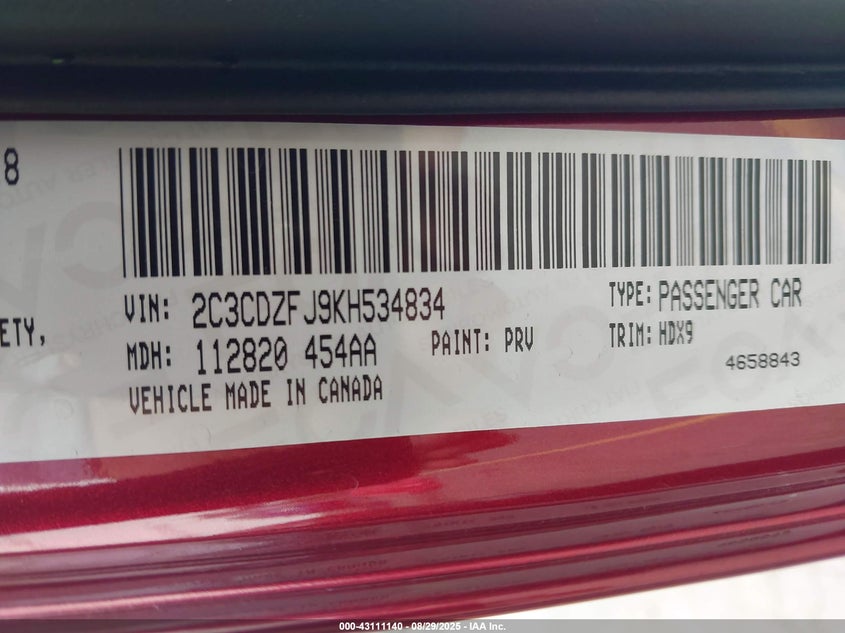 8
VIN: 2C3CDZFJ9KH534834
TYPE: PASSENGER CAR
ETY,
MDH: 112820 454AA
PAINT: PRV
TRIM: HDX9
4658843
VEHICLE MADE IN CANADA
000-43111140 - 08/29/2025 - IAA Inc.